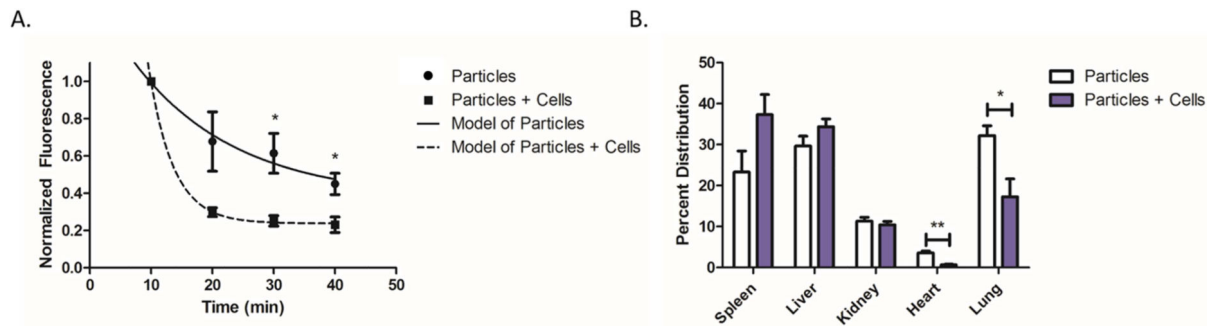 A.
Normalized Fluorescence
1.0
0.8
0.6
0.4
0.2
0.0
*
*
0 10 20 30 40 50
Time (min)
Particles
Particles + Cells
Model of Particles
Model of Particles + Cells
B.
Percent Distribution
50
40
30
20
10
0
**
*
Spleen
Liver
Kidney
Heart
Lung
Particles
Particles + Cells